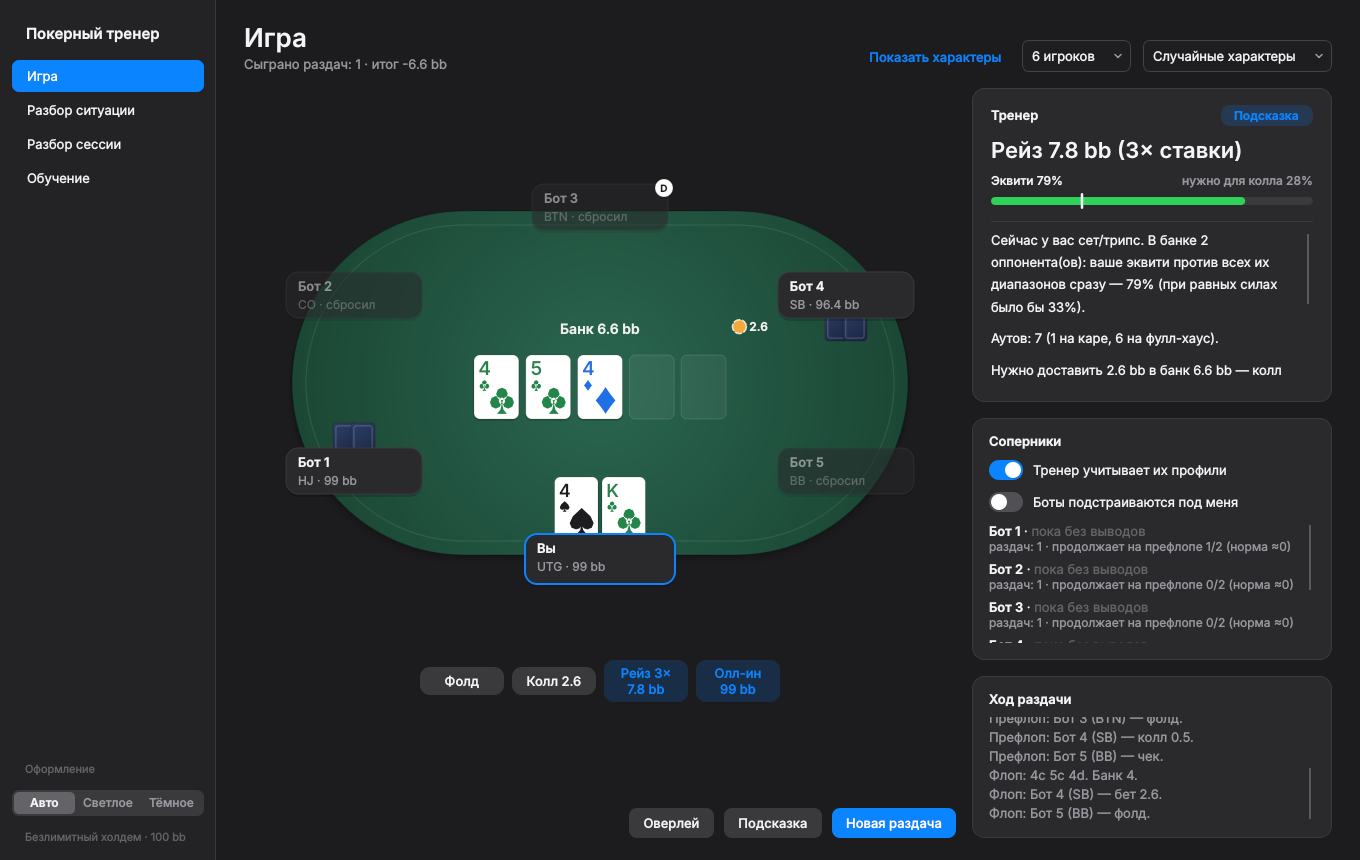 Покерный тренер
Игра
Разбор ситуации
Разбор сессии
Обучение
Оформление
Авто Светлое Тёмное
Безлимитный холдем · 100 bb
Игра
Сыграно раздач: 1 · итог -6.6 bb
Показать характеры
6 игроков
Случайные характеры
Бот 3
BTN · сбросил
D
Бот 2
CO · сбросил
Бот 4
SB · 96.4 bb
Банк 6.6 bb
2.6
4 5 4
Бот 1
HJ · 99 bb
Бот 5
BB · сбросил
4 K
Вы
UTG · 99 bb
Фолд
Колл 2.6
Рейз 3×
7.8 bb
Олл-ин
99 bb
Оверлей
Подсказка
Новая раздача
Тренер
Подсказка
Рейз 7.8 bb (3× ставки)
Эквити 79%
нужно для колла 28%
Сейчас у вас сет/трипс. В банке 2
оппонента(ов): ваше эквити против всех их
диапазонов сразу — 79% (при равных силах
было бы 33%).
Аутов: 7 (1 на каре, 6 на фулл-хаус).
Нужно доставить 2.6 bb в банк 6.6 bb — колл
Соперники
Тренер учитывает их профили
Боты подстраиваются под меня
Бот 1 · пока без выводов
раздач: 1 · продолжает на префлопе 1/2 (норма ≈0)
Бот 2 · пока без выводов
раздач: 1 · продолжает на префлопе 0/2 (норма ≈0)
Бот 3 · пока без выводов
раздач: 1 · продолжает на префлопе 0/2 (норма ≈0)
Ход раздачи
Префлоп: Бот 3 (BTN) — фолд.
Префлоп: Бот 4 (SB) — колл 0.5.
Префлоп: Бот 5 (BB) — чек.
Флоп: 4c 5c 4d. Банк 4.
Флоп: Бот 4 (SB) — бет 2.6.
Флоп: Бот 5 (BB) — фолд.